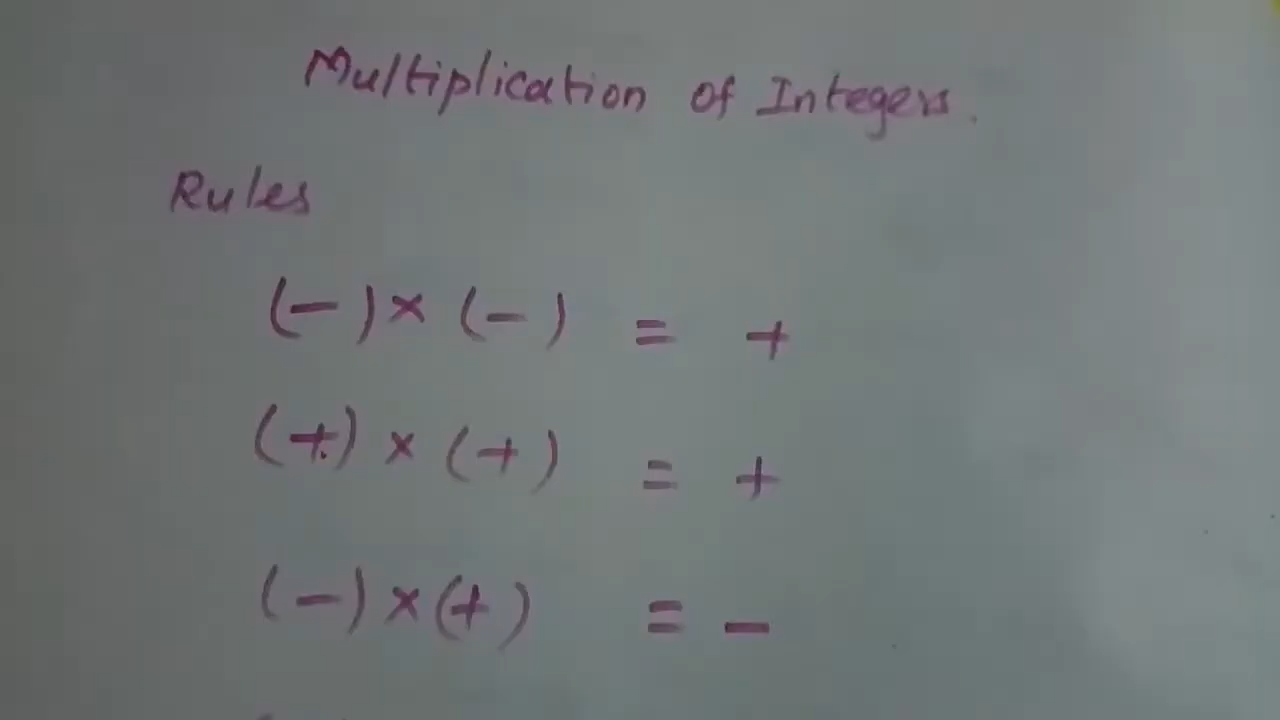 Multiplication of Integers.
Rules
(-) × (-) = +
(+) × (+) = +
(-) × (+) = -